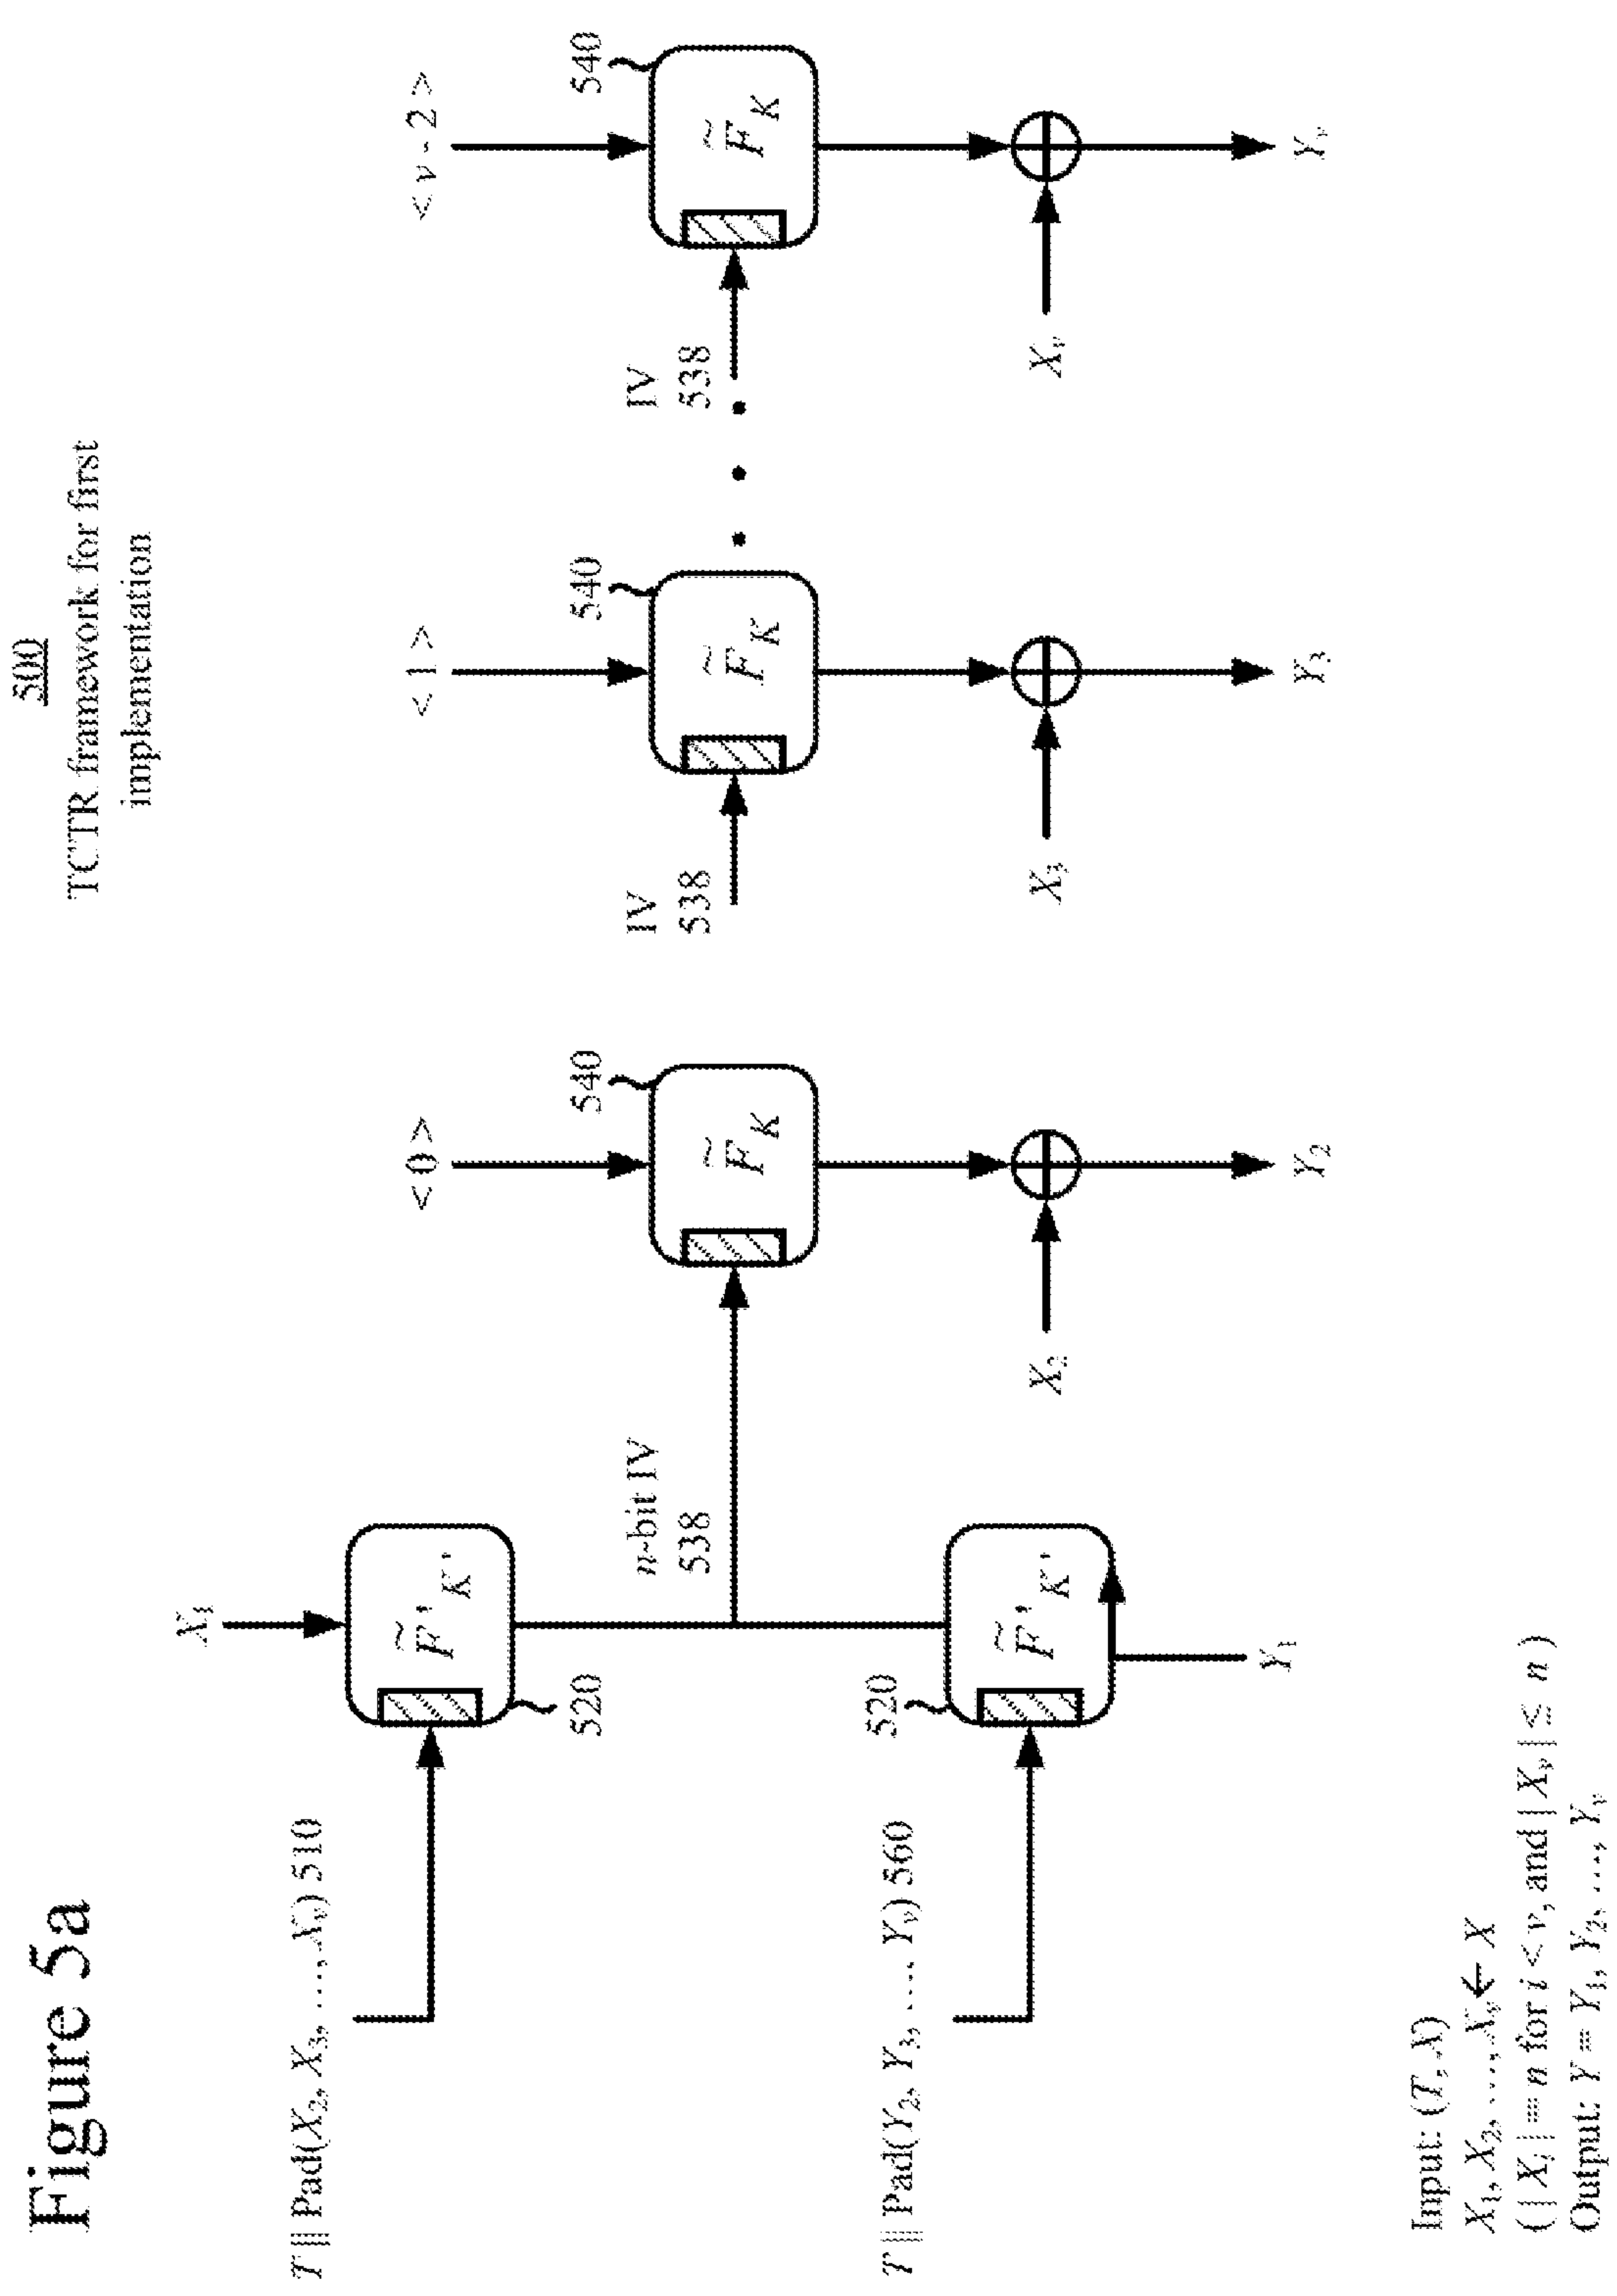 Figure 5a
500
TCTR framework for first
implementation
X₁
T || Pad(X₂, X₃, …, Xᵥ) 510
F̃'K'
520
<0>
<1>
<v - 2>
n-bit IV
538
F̃K
540
IV
538
F̃K
540
IV
538
F̃K
540
T || Pad(Y₂, Y₃, …. Yᵥ) 560
F̃'K'
520
X₂
X₃
Xᵥ
Y₁
Y₂
Y₃
Yᵥ
Input: (T, X)
X₁, X₂, …, Xᵥ ← X
( | Xᵢ | = n for i < v, and | Xᵥ | ≤ n )
Output: Y = Y₁, Y₂, …, Yᵥ